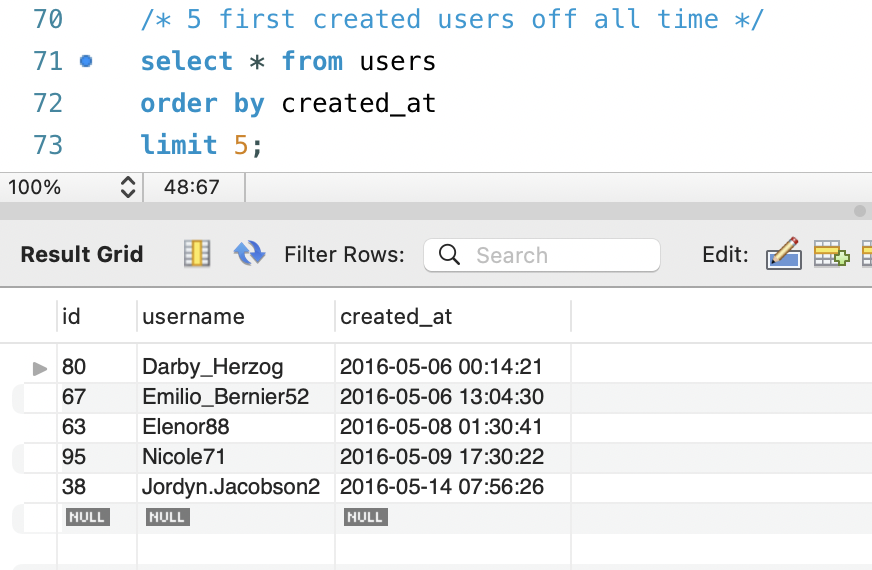 70 /* 5 first created users off all time */
71 select * from users
72 order by created_at
73 limit 5;
100% 48:67
Result Grid Filter Rows: Search Edit:
id username created_at
80 Darby_Herzog 2016-05-06 00:14:21
67 Emilio_Bernier52 2016-05-06 13:04:30
63 Elenor88 2016-05-08 01:30:41
95 Nicole71 2016-05-09 17:30:22
38 Jordyn.Jacobson2 2016-05-14 07:56:26
NULL NULL NULL